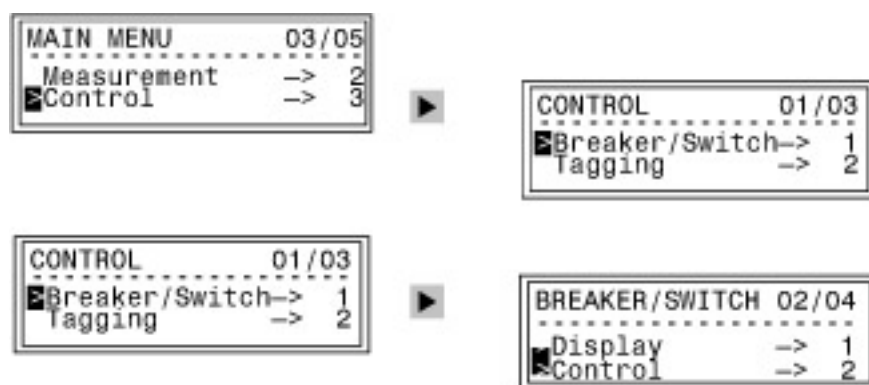 MAIN MENU 03/05
Measurement –> 2
>Control –> 3
CONTROL 01/03
>Breaker/Switch–> 1
Tagging –> 2
CONTROL 01/03
>Breaker/Switch–> 1
Tagging –> 2
BREAKER/SWITCH 02/04
Display –> 1
>Control –> 2